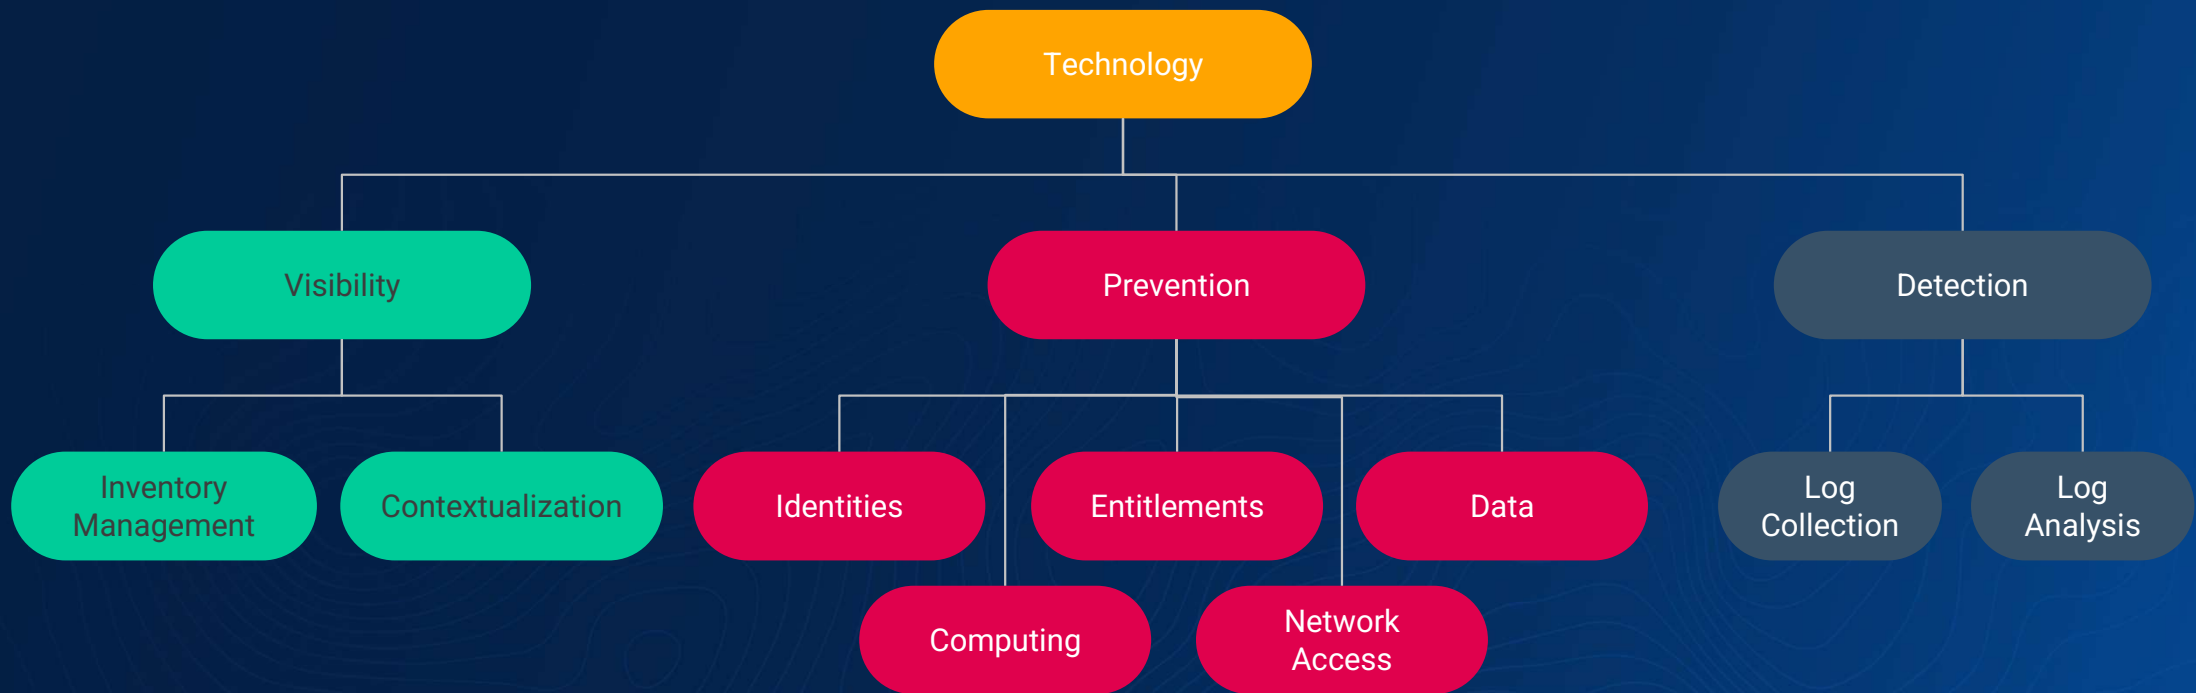 Technology
Visibility
Prevention
Detection
Inventory
Management
Contextualization
Identities
Entitlements
Data
Log
Collection
Log
Analysis
Computing
Network
Access